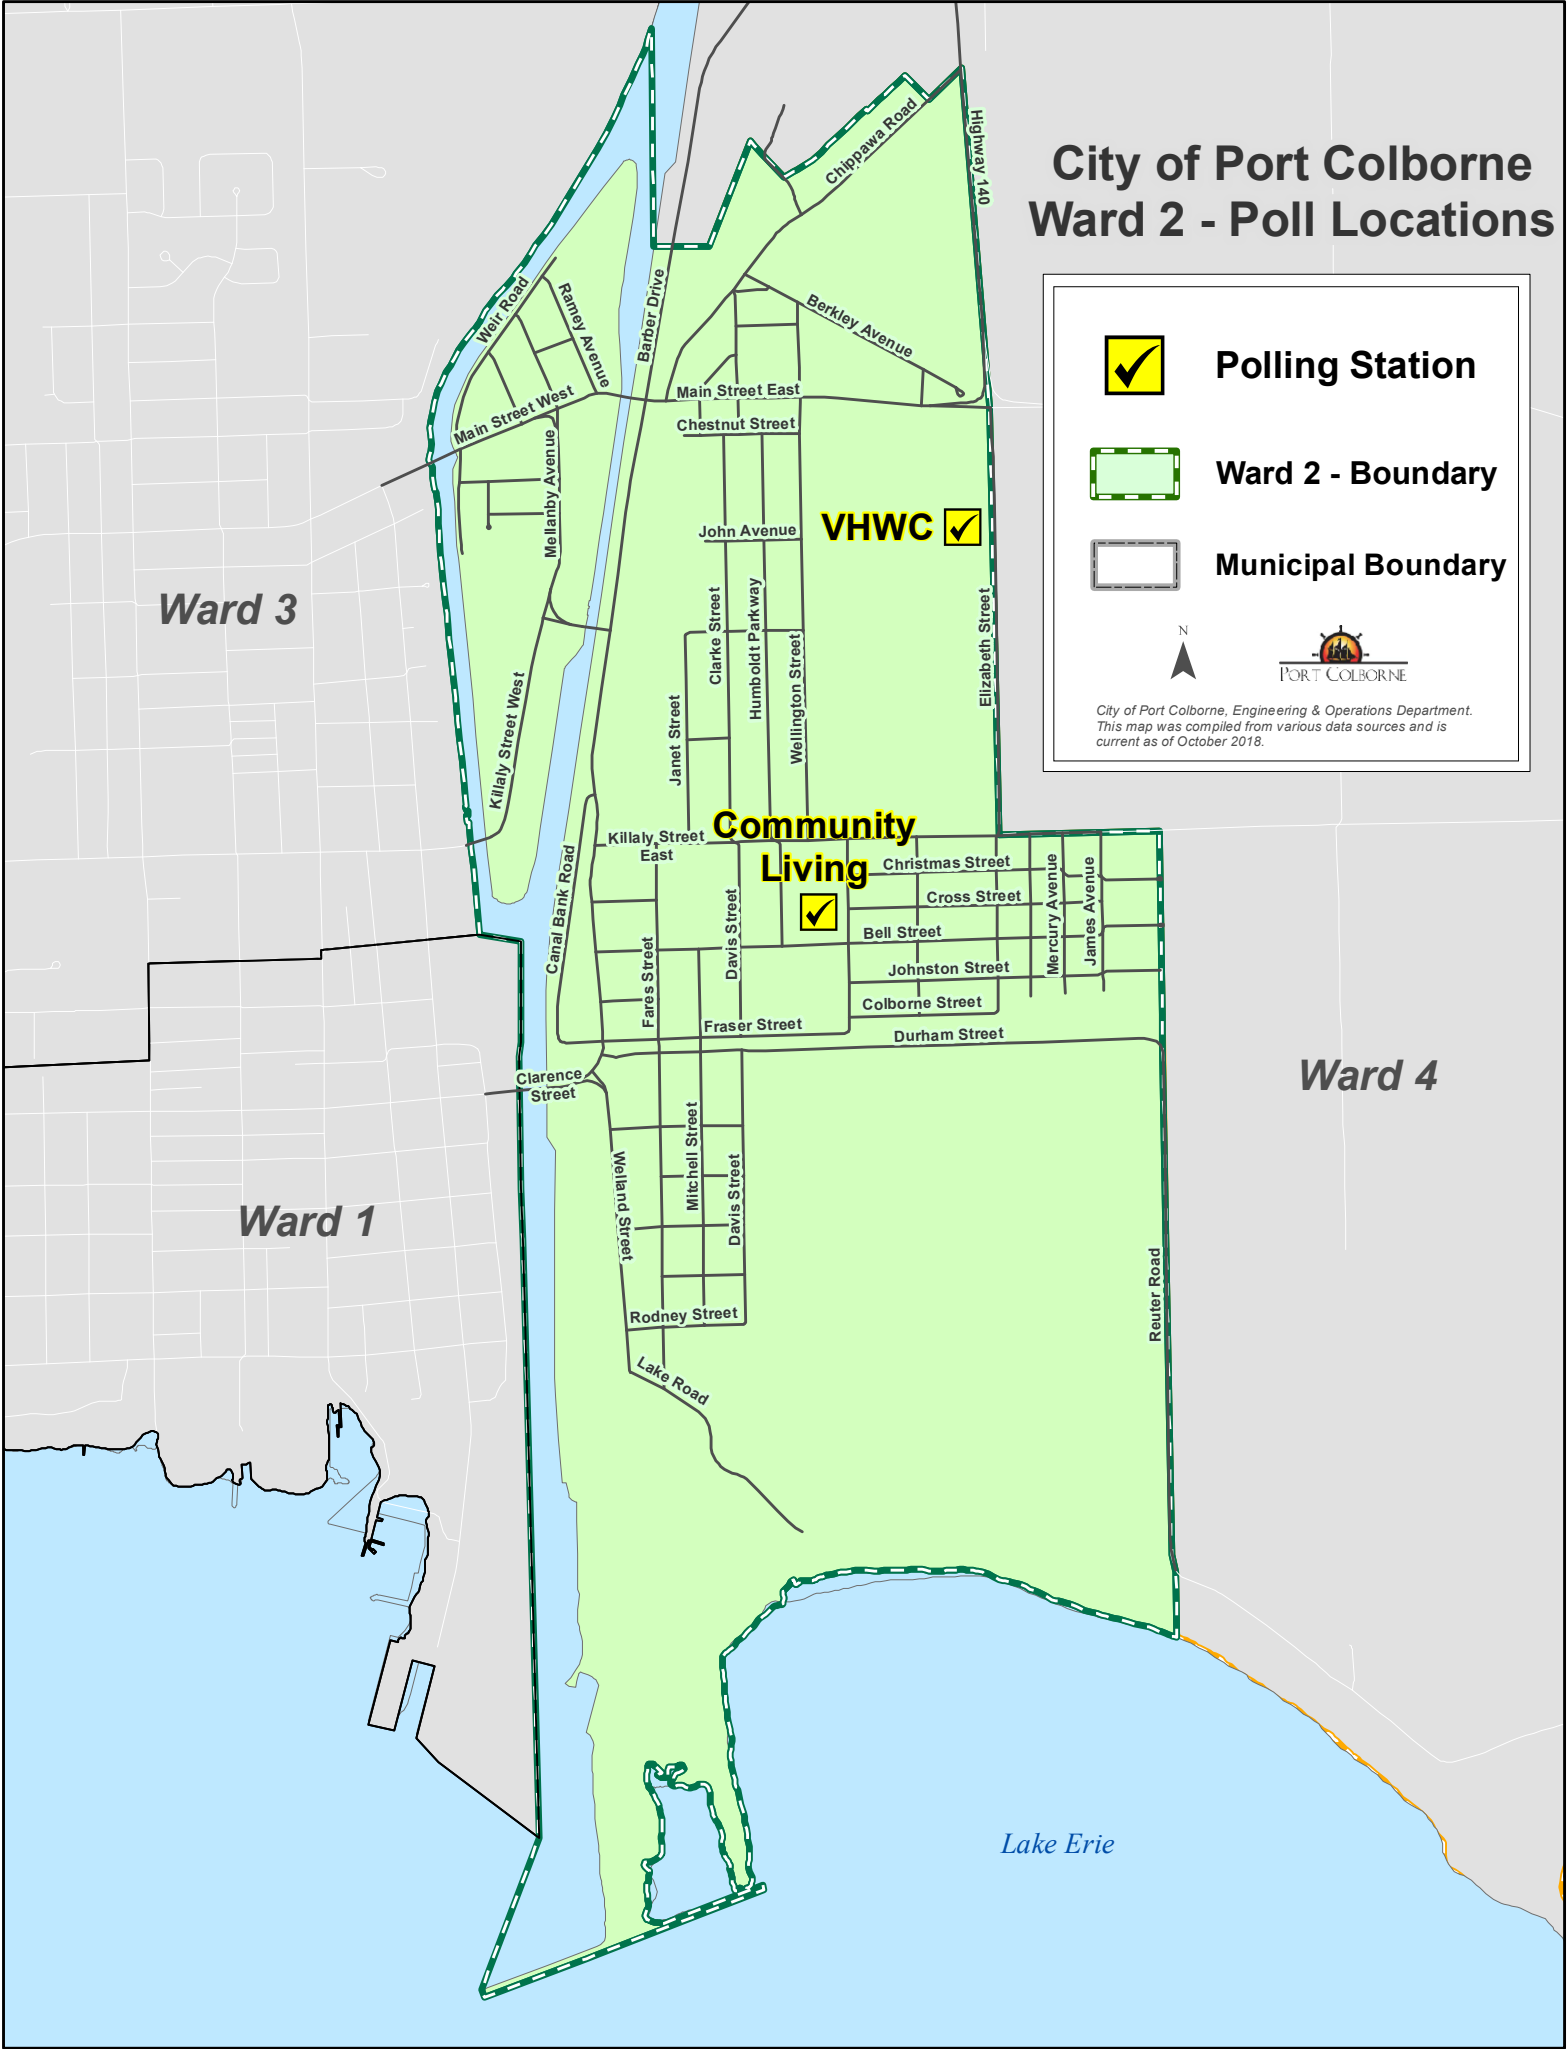 City of Port Colborne
Ward 2 - Poll Locations
Polling Station
Ward 2 - Boundary
Municipal Boundary
N
PORT COLBORNE
City of Port Colborne, Engineering & Operations Department.
This map was compiled from various data sources and is
current as of October 2018.
Highway 140
Chippawa Road
Weir Road
Ramey Avenue
Barber Drive
Berkley Avenue
Main Street East
Main Street West
Chestnut Street
Mellanby Avenue
VHWC
John Avenue
Ward 3
Clarke Street
Humboldt Parkway
Wellington Street
Elizabeth Street
Janet Street
Killaly Street West
Community
Living
Killaly Street
East
Christmas Street
Cross Street
Bell Street
Johnston Street
Colborne Street
Mercury Avenue
James Avenue
Canal Bank Road
Fares Street
Davis Street
Fraser Street
Durham Street
Clarence
Street
Ward 4
Welland Street
Mitchell Street
Davis Street
Ward 1
Reuter Road
Rodney Street
Lake Road
Lake Erie